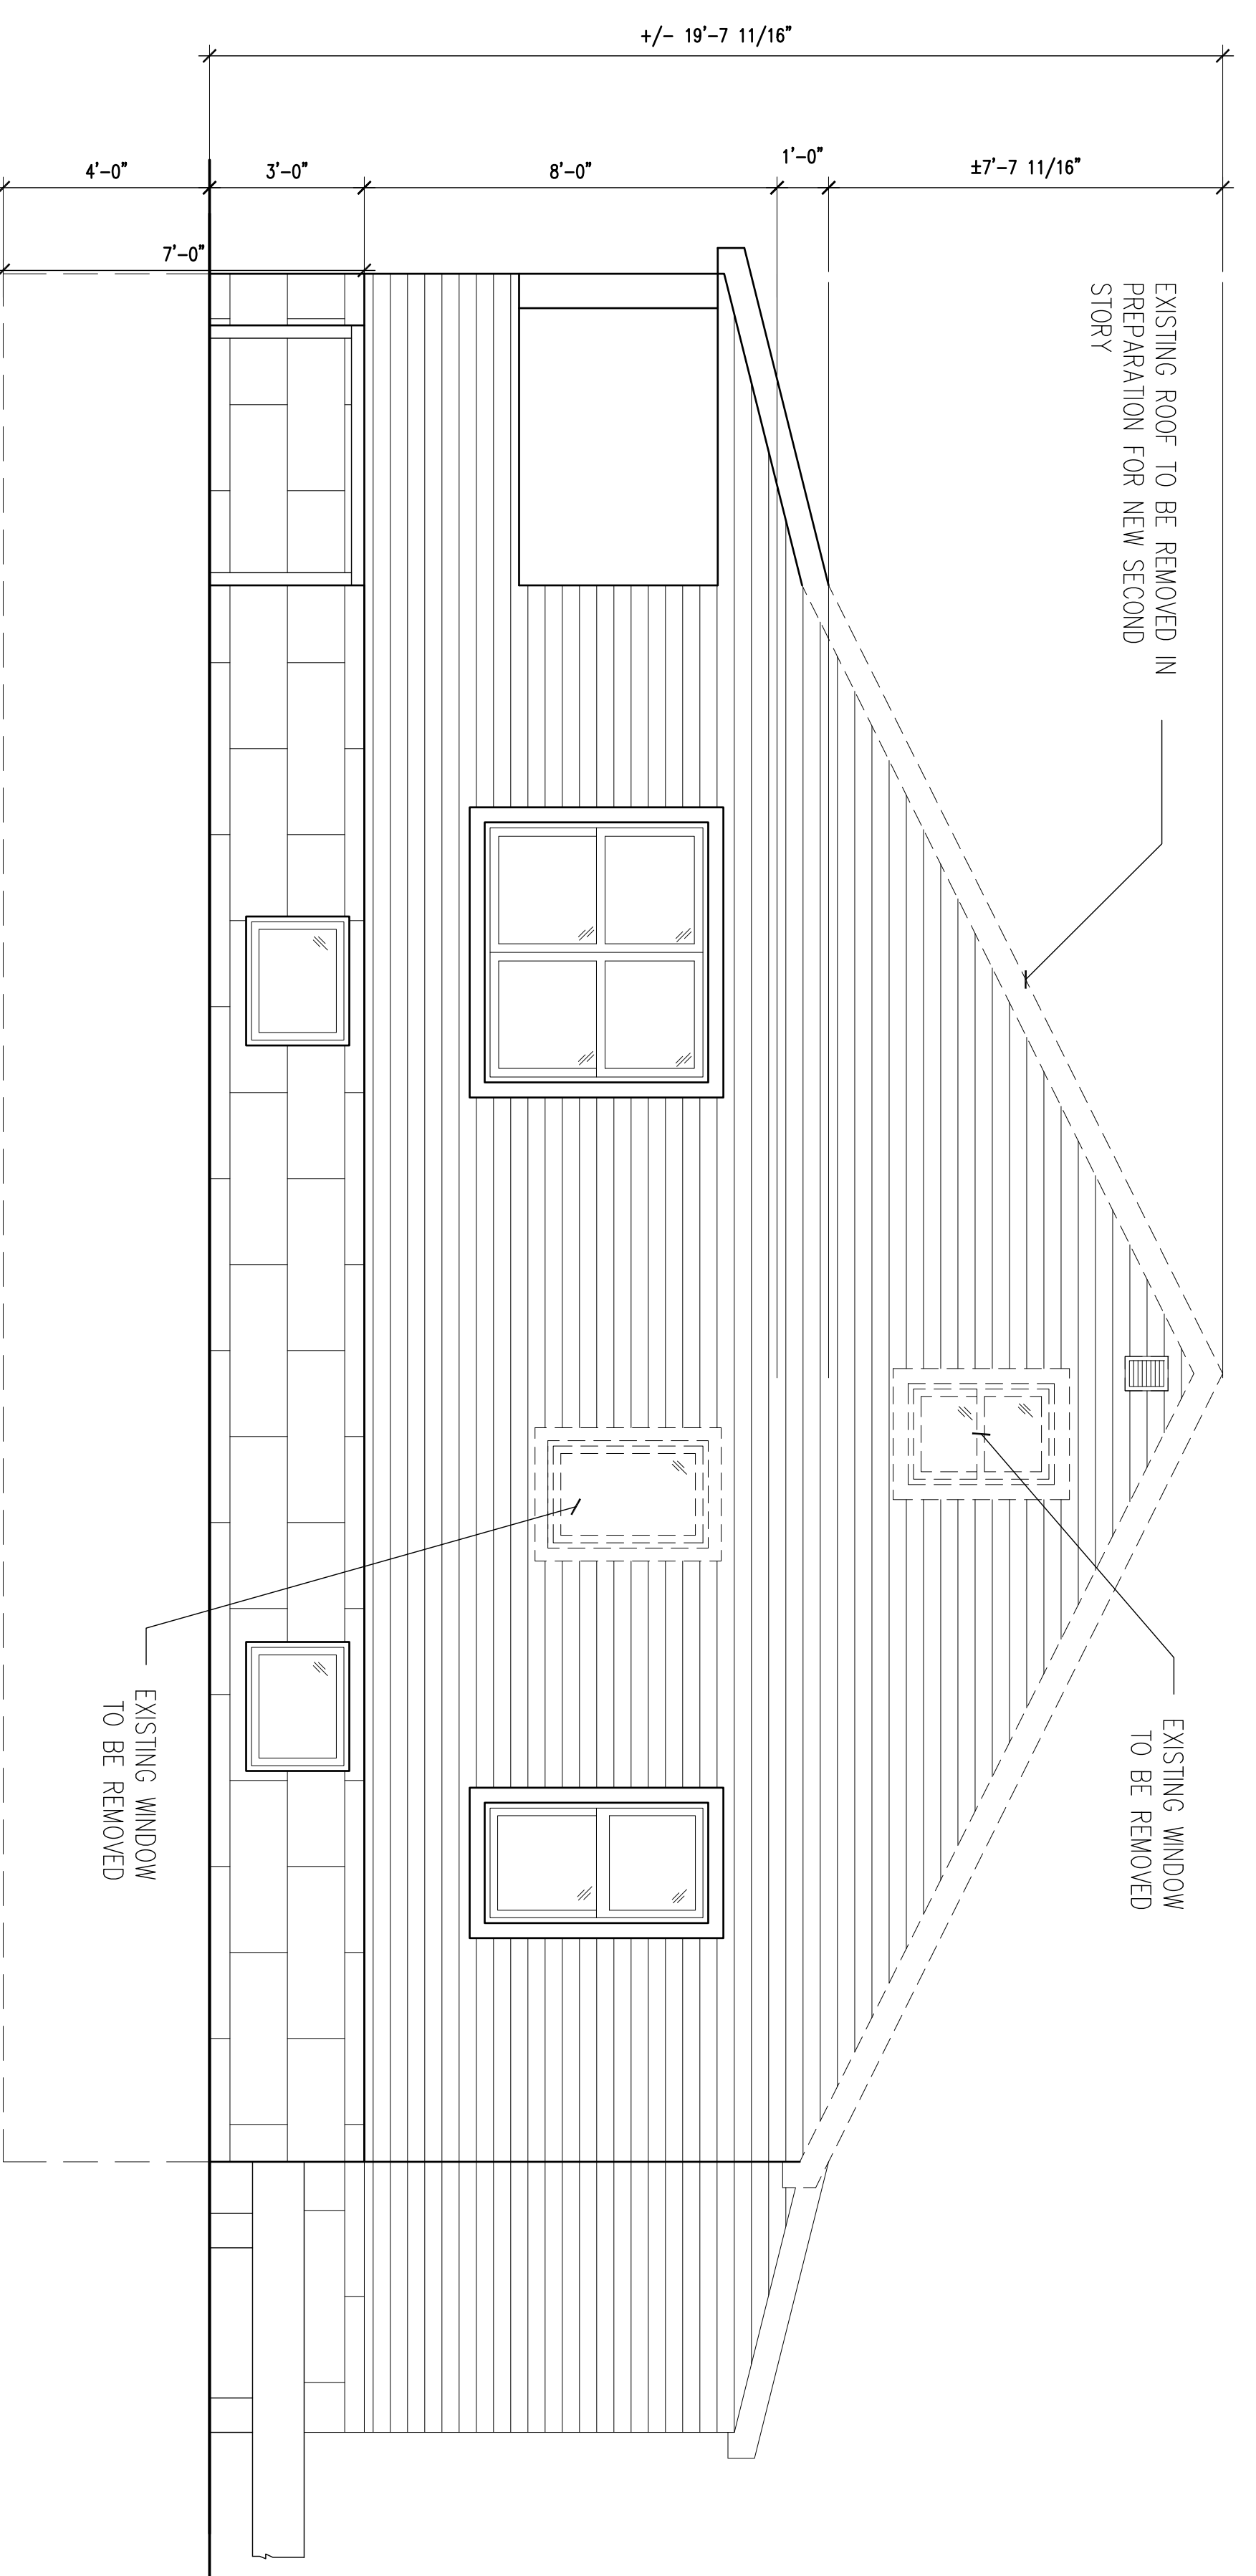 +/- 19'-7 11/16"
4'-0"
3'-0"
8'-0"
1'-0"
±7'-7 11/16"
7'-0"
EXISTING ROOF TO BE REMOVED IN
PREPARATION FOR NEW SECOND
STORY
EXISTING WINDOW
TO BE REMOVED
EXISTING WINDOW
TO BE REMOVED